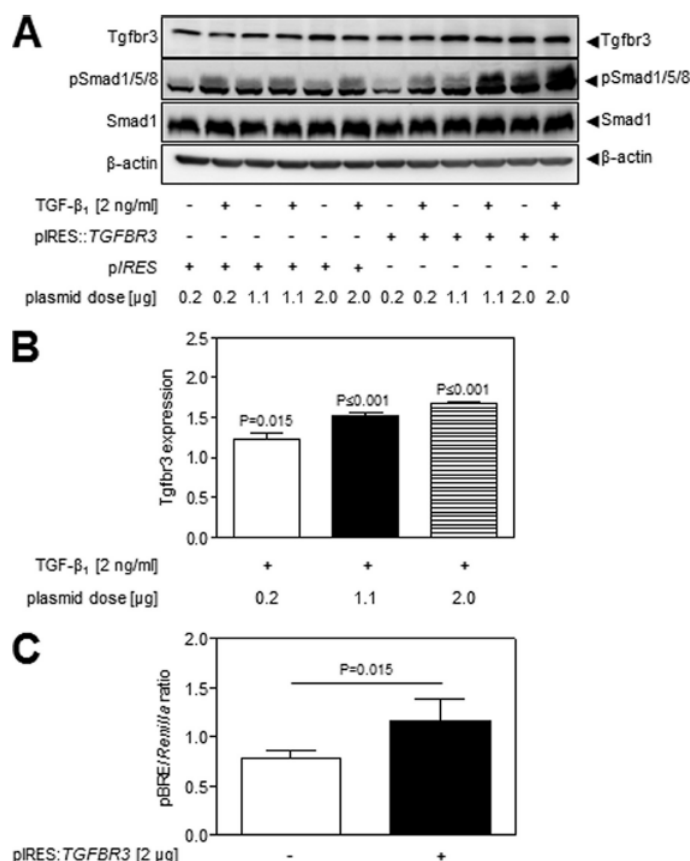 A
Tgfbr3 ◄Tgfbr3
pSmad1/5/8 ◄pSmad1/5/8
Smad1 ◄Smad1
β-actin ◄β-actin
TGF-β₁ [2 ng/ml] - + - + - + - + - + - +
pIRES::TGFBR3 - - - - - - + + + + + +
pIRES + + + + + + - - - - - -
plasmid dose [µg] 0.2 0.2 1.1 1.1 2.0 2.0 0.2 0.2 1.1 1.1 2.0 2.0
B
2.5
2.0
1.5
1.0
0.5
0.0
Tgfbr3 expression
P=0.015
P≤0.001
P≤0.001
TGF-β₁ [2 ng/ml] + + +
plasmid dose [µg] 0.2 1.1 2.0
C
2.0
1.5
1.0
0.5
0.0
pBRE/Renilla ratio
P=0.015
pIRES:TGFBR3 [2 µg] - +